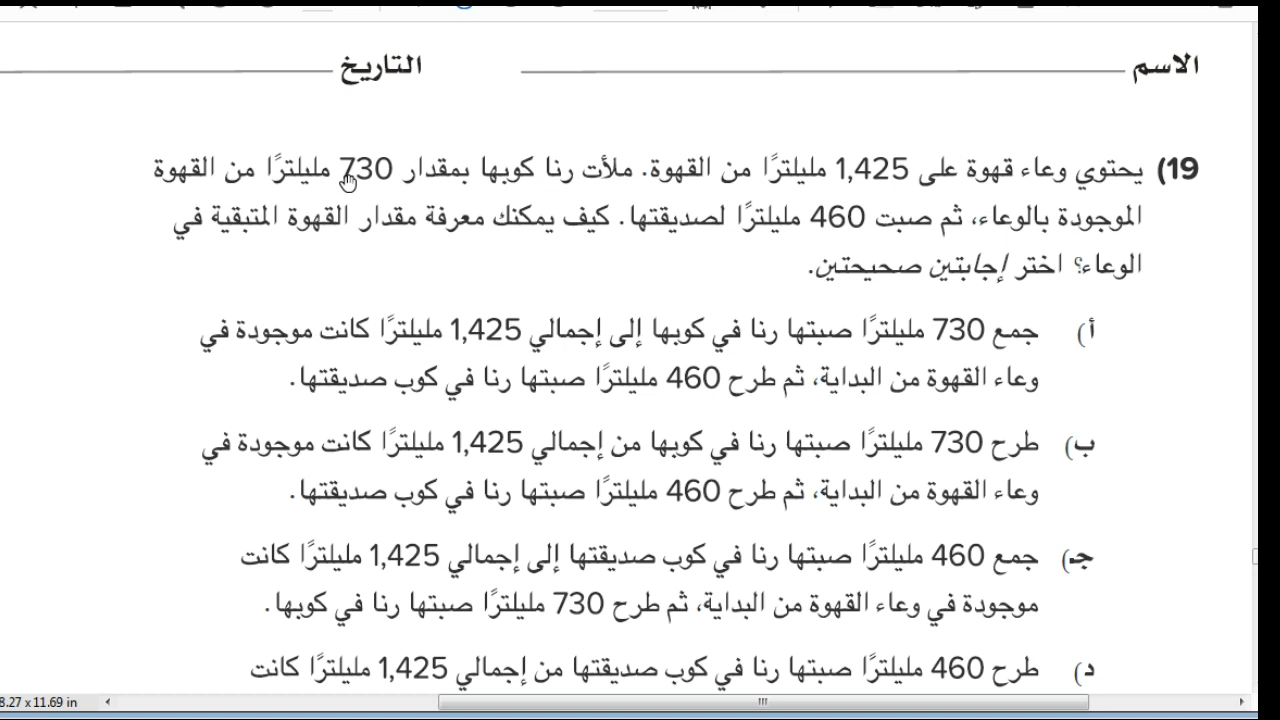 الاسم التاريخ
19) يحتوي وعاء قهوة على 1,425 مليلترًا من القهوة. ملأت رنا كوبها بمقدار 730 مليلترًا من القهوة
الموجودة بالوعاء، ثم صبت 460 مليلترًا لصديقتها. كيف يمكنك معرفة مقدار القهوة المتبقية في
الوعاء؟ اختر إجابتين صحيحتين.
أ) جمع 730 مليلترًا صبتها رنا في كوبها إلى إجمالي 1,425 مليلترًا كانت موجودة في
وعاء القهوة من البداية، ثم طرح 460 مليلترًا صبتها رنا في كوب صديقتها.
ب) طرح 730 مليلترًا صبتها رنا في كوبها من إجمالي 1,425 مليلترًا كانت موجودة في
وعاء القهوة من البداية، ثم طرح 460 مليلترًا صبتها رنا في كوب صديقتها.
جـ) جمع 460 مليلترًا صبتها رنا في كوب صديقتها إلى إجمالي 1,425 مليلترًا كانت
موجودة في وعاء القهوة من البداية، ثم طرح 730 مليلترًا صبتها رنا في كوبها.
د) طرح 460 مليلترًا صبتها رنا في كوب صديقتها من إجمالي 1,425 مليلترًا كانت
8.27 x 11.69 in